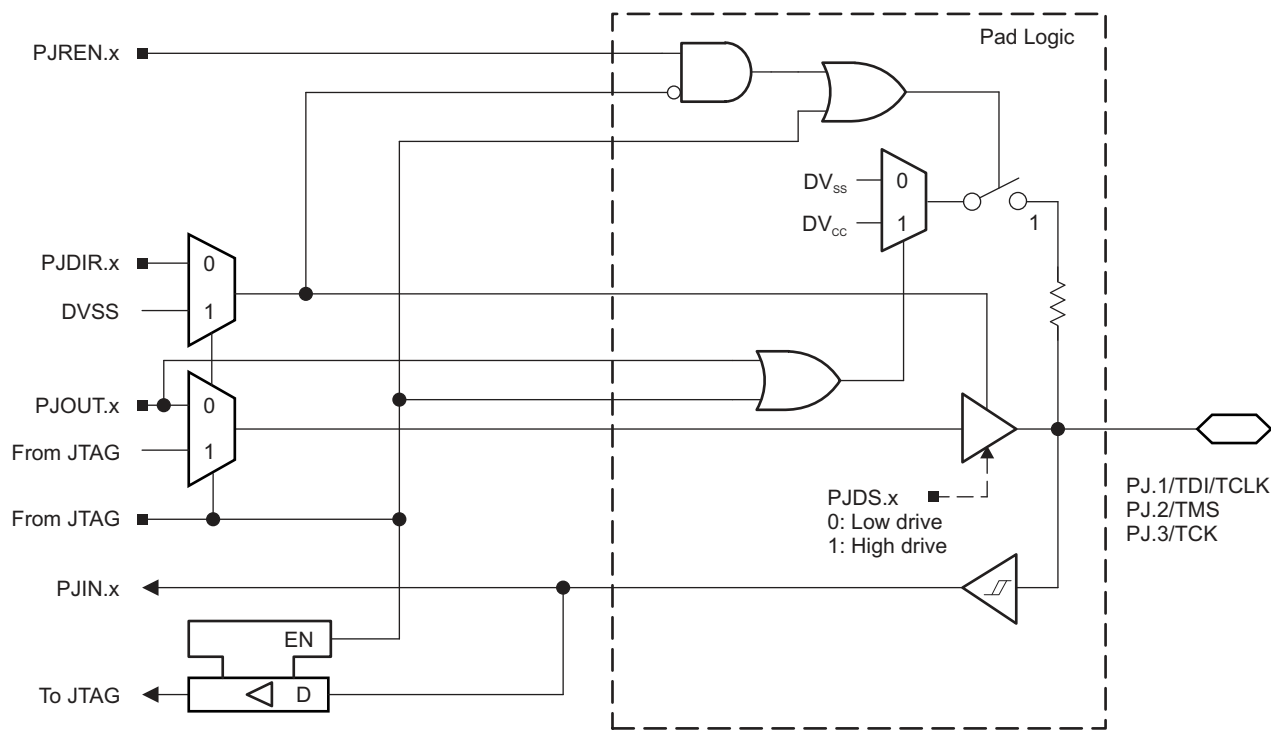 Pad Logic
PJREN.x
DVSS
0
DVCC
1
1
PJDIR.x
0
DVSS
1
PJOUT.x
0
From JTAG
1
PJDS.x
0: Low drive
1: High drive
PJ.1/TDI/TCLK
PJ.2/TMS
PJ.3/TCK
From JTAG
PJIN.x
EN
To JTAG
D